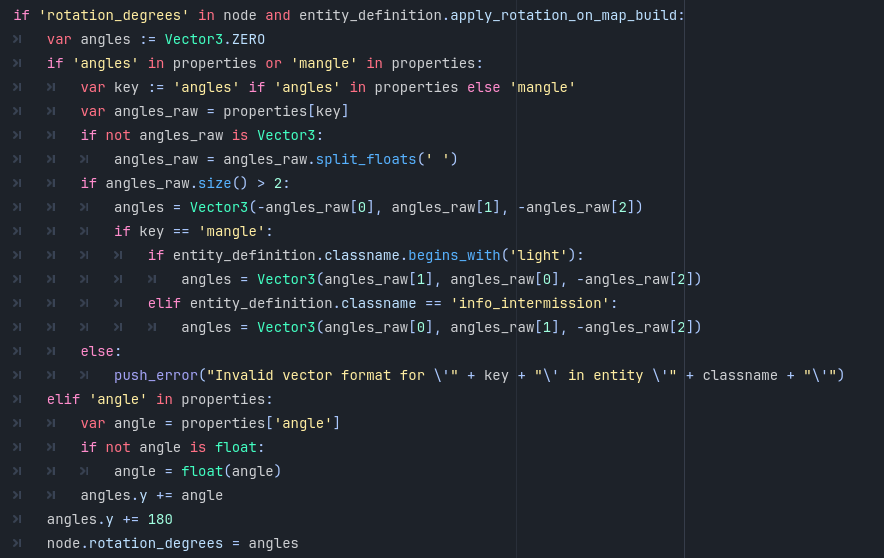 if 'rotation_degrees' in node and entity_definition.apply_rotation_on_map_build:
	var angles := Vector3.ZERO
	if 'angles' in properties or 'mangle' in properties:
		var key := 'angles' if 'angles' in properties else 'mangle'
		var angles_raw = properties[key]
		if not angles_raw is Vector3:
			angles_raw = angles_raw.split_floats(' ')
		if angles_raw.size() > 2:
			angles = Vector3(-angles_raw[0], angles_raw[1], -angles_raw[2])
			if key == 'mangle':
				if entity_definition.classname.begins_with('light'):
					angles = Vector3(angles_raw[1], angles_raw[0], -angles_raw[2])
				elif entity_definition.classname == 'info_intermission':
					angles = Vector3(angles_raw[0], angles_raw[1], -angles_raw[2])
		else:
			push_error("Invalid vector format for \'" + key + "\' in entity \'" + classname + "\'")
	elif 'angle' in properties:
		var angle = properties['angle']
		if not angle is float:
			angle = float(angle)
		angles.y += angle
	angles.y += 180
	node.rotation_degrees = angles